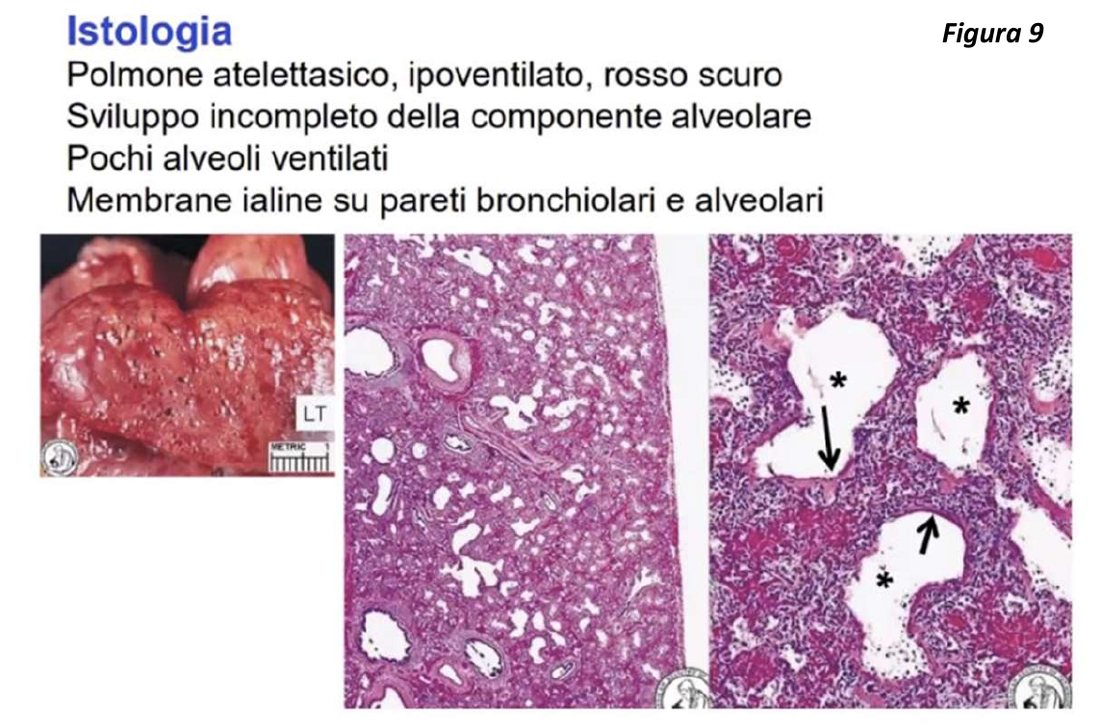 Istologia
Figura 9
Polmone atelettasico, ipoventilato, rosso scuro
Sviluppo incompleto della componente alveolare
Pochi alveoli ventilati
Membrane ialine su pareti bronchiolari e alveolari
LT
METRIC 1
*
*
*